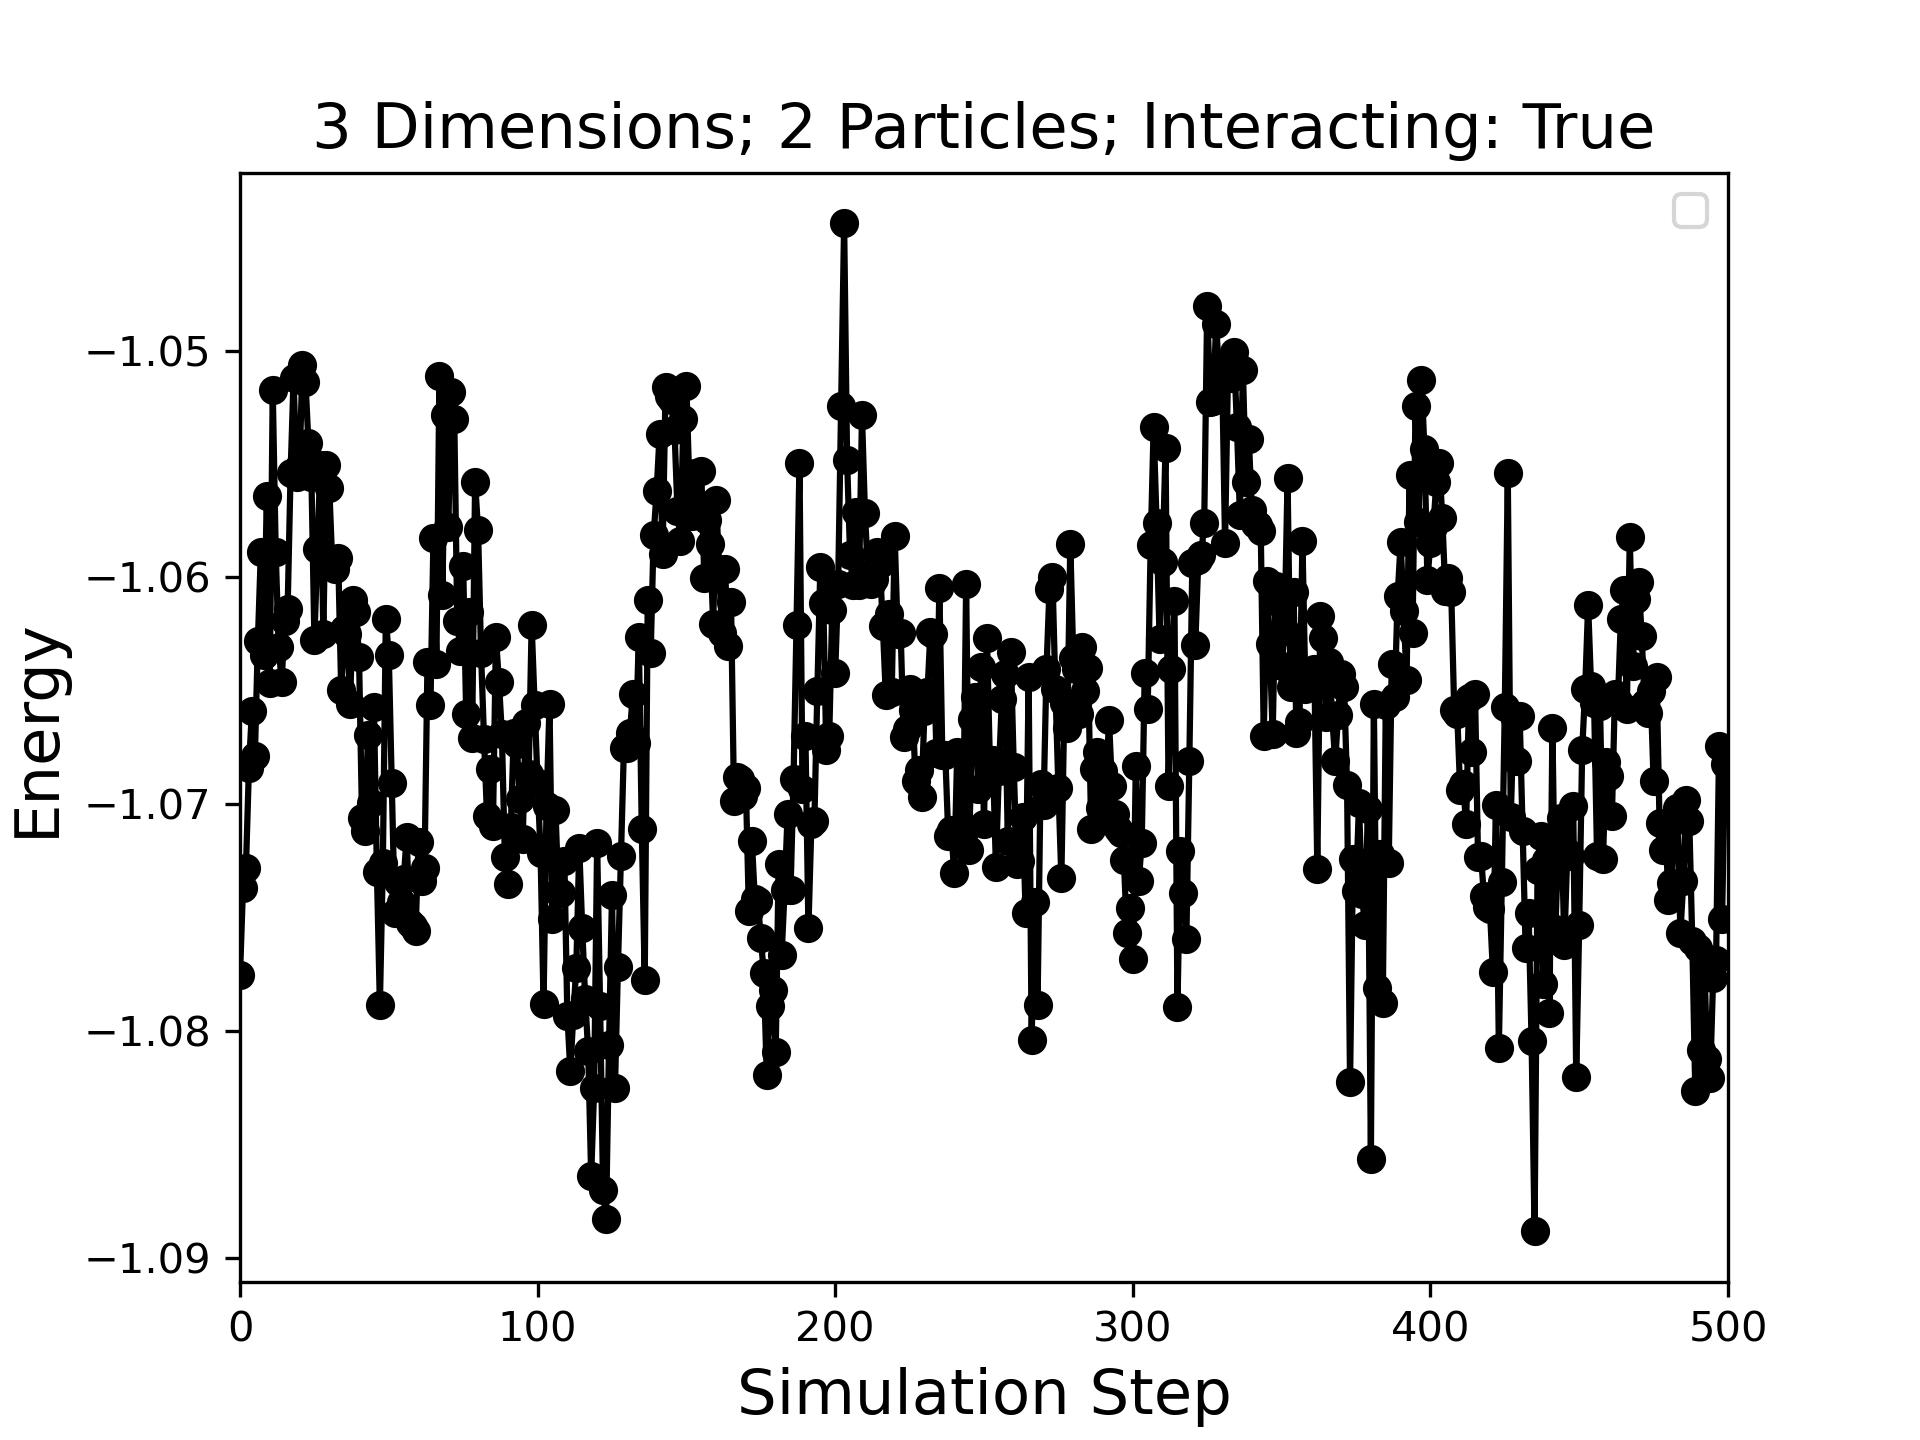 3 Dimensions; 2 Particles; Interacting: True
Energy
−1.05
−1.06
−1.07
−1.08
−1.09
0 100 200 300 400 500
Simulation Step